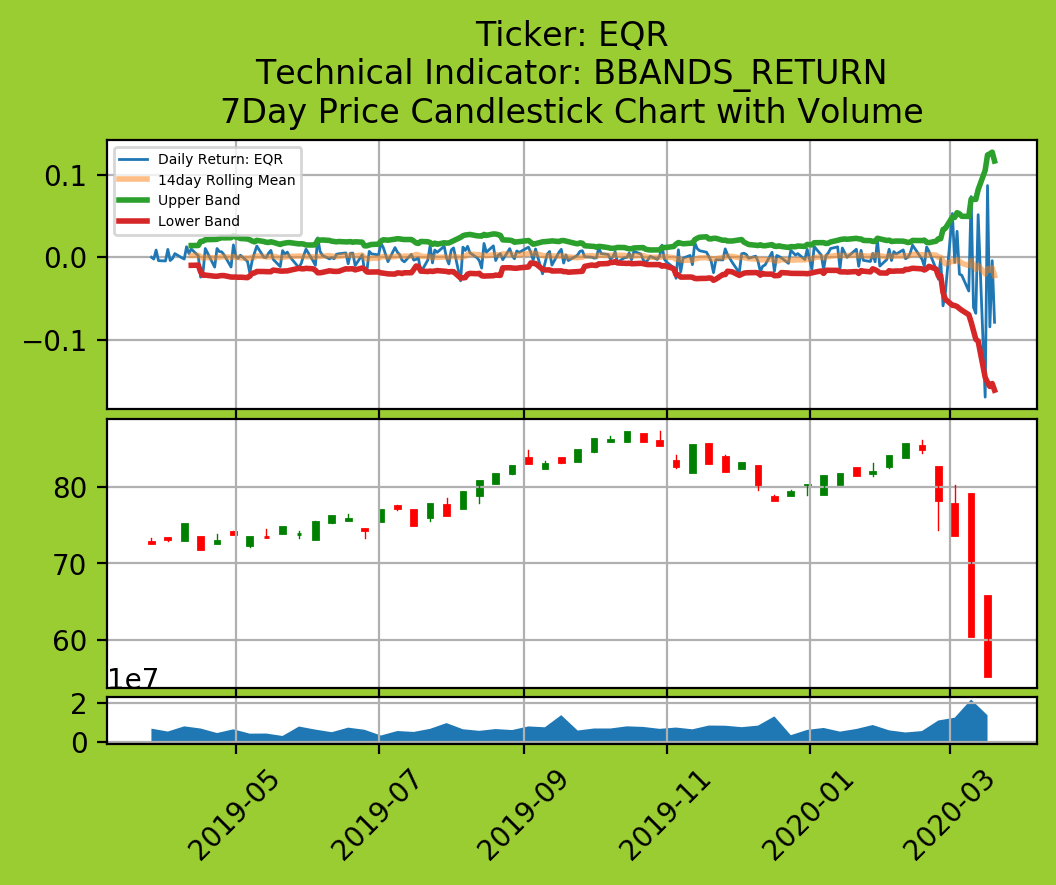 Ticker: EQR
Technical Indicator: BBANDS_RETURN
7Day Price Candlestick Chart with Volume
Daily Return: EQR
14day Rolling Mean
Upper Band
Lower Band
0.1
0.0
−0.1
80
70
60
1e7
2
0
2019-05
2019-07
2019-09
2019-11
2020-01
2020-03